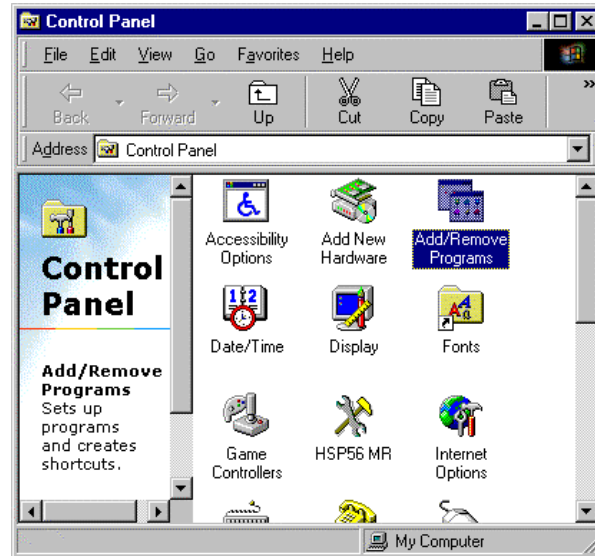 Control Panel
File Edit View Go Favorites Help
»
Back Forward Up Cut Copy Paste
Address Control Panel
Control
Panel
Add/Remove
Programs
Sets up
programs
and creates
shortcuts.
Accessibility
Options
Add New
Hardware
Add/Remove
Programs
1 2
Date/Time
Display
Fonts
Game
Controllers
HSP56 MR
Internet
Options
My Computer